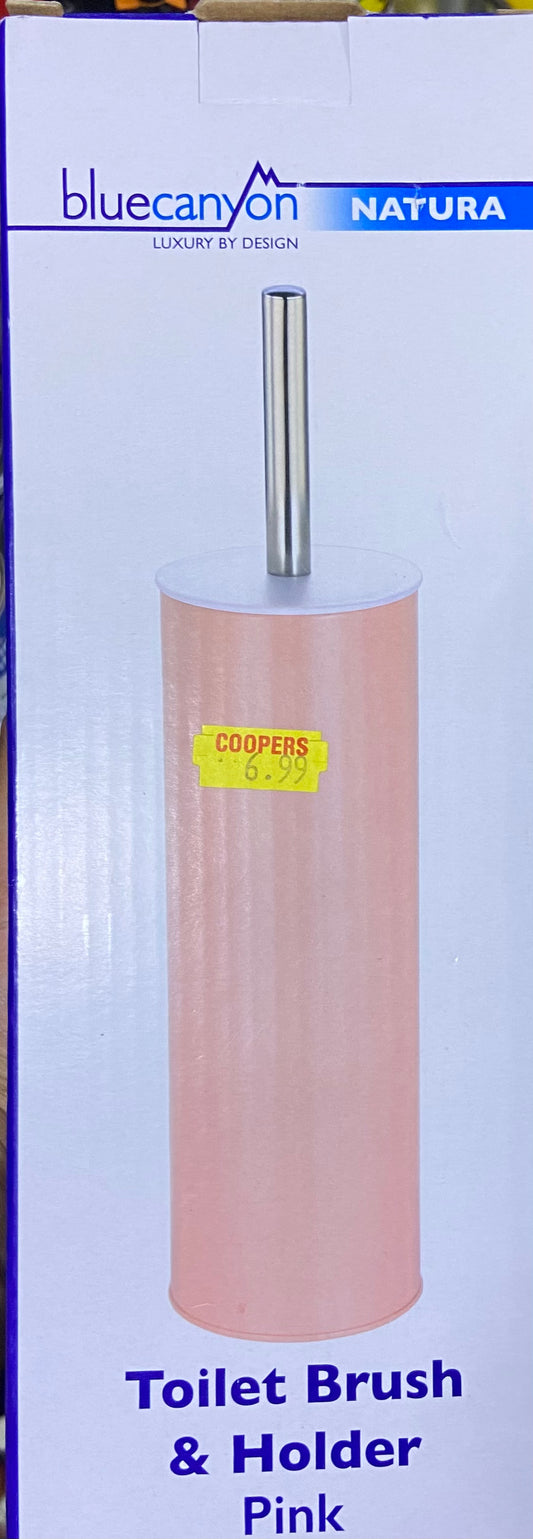 bluecanyon NATURA
LUXURY BY DESIGN
COOPERS
6.99
Toilet Brush
& Holder
Pink